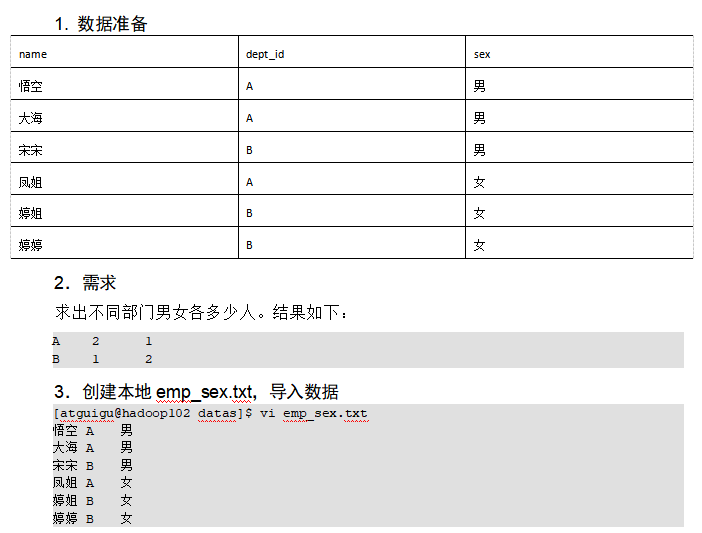 1. 数据准备
name dept_id sex
悟空 A 男
大海 A 男
宋宋 B 男
凤姐 A 女
婷姐 B 女
婷婷 B 女
2．需求
求出不同部门男女各多少人。结果如下：
A 2 1
B 1 2
3．创建本地 emp_sex.txt，导入数据
[atguigu@hadoop102 datas]$ vi emp_sex.txt
悟空 A 男
大海 A 男
宋宋 B 男
凤姐 A 女
婷姐 B 女
婷婷 B 女